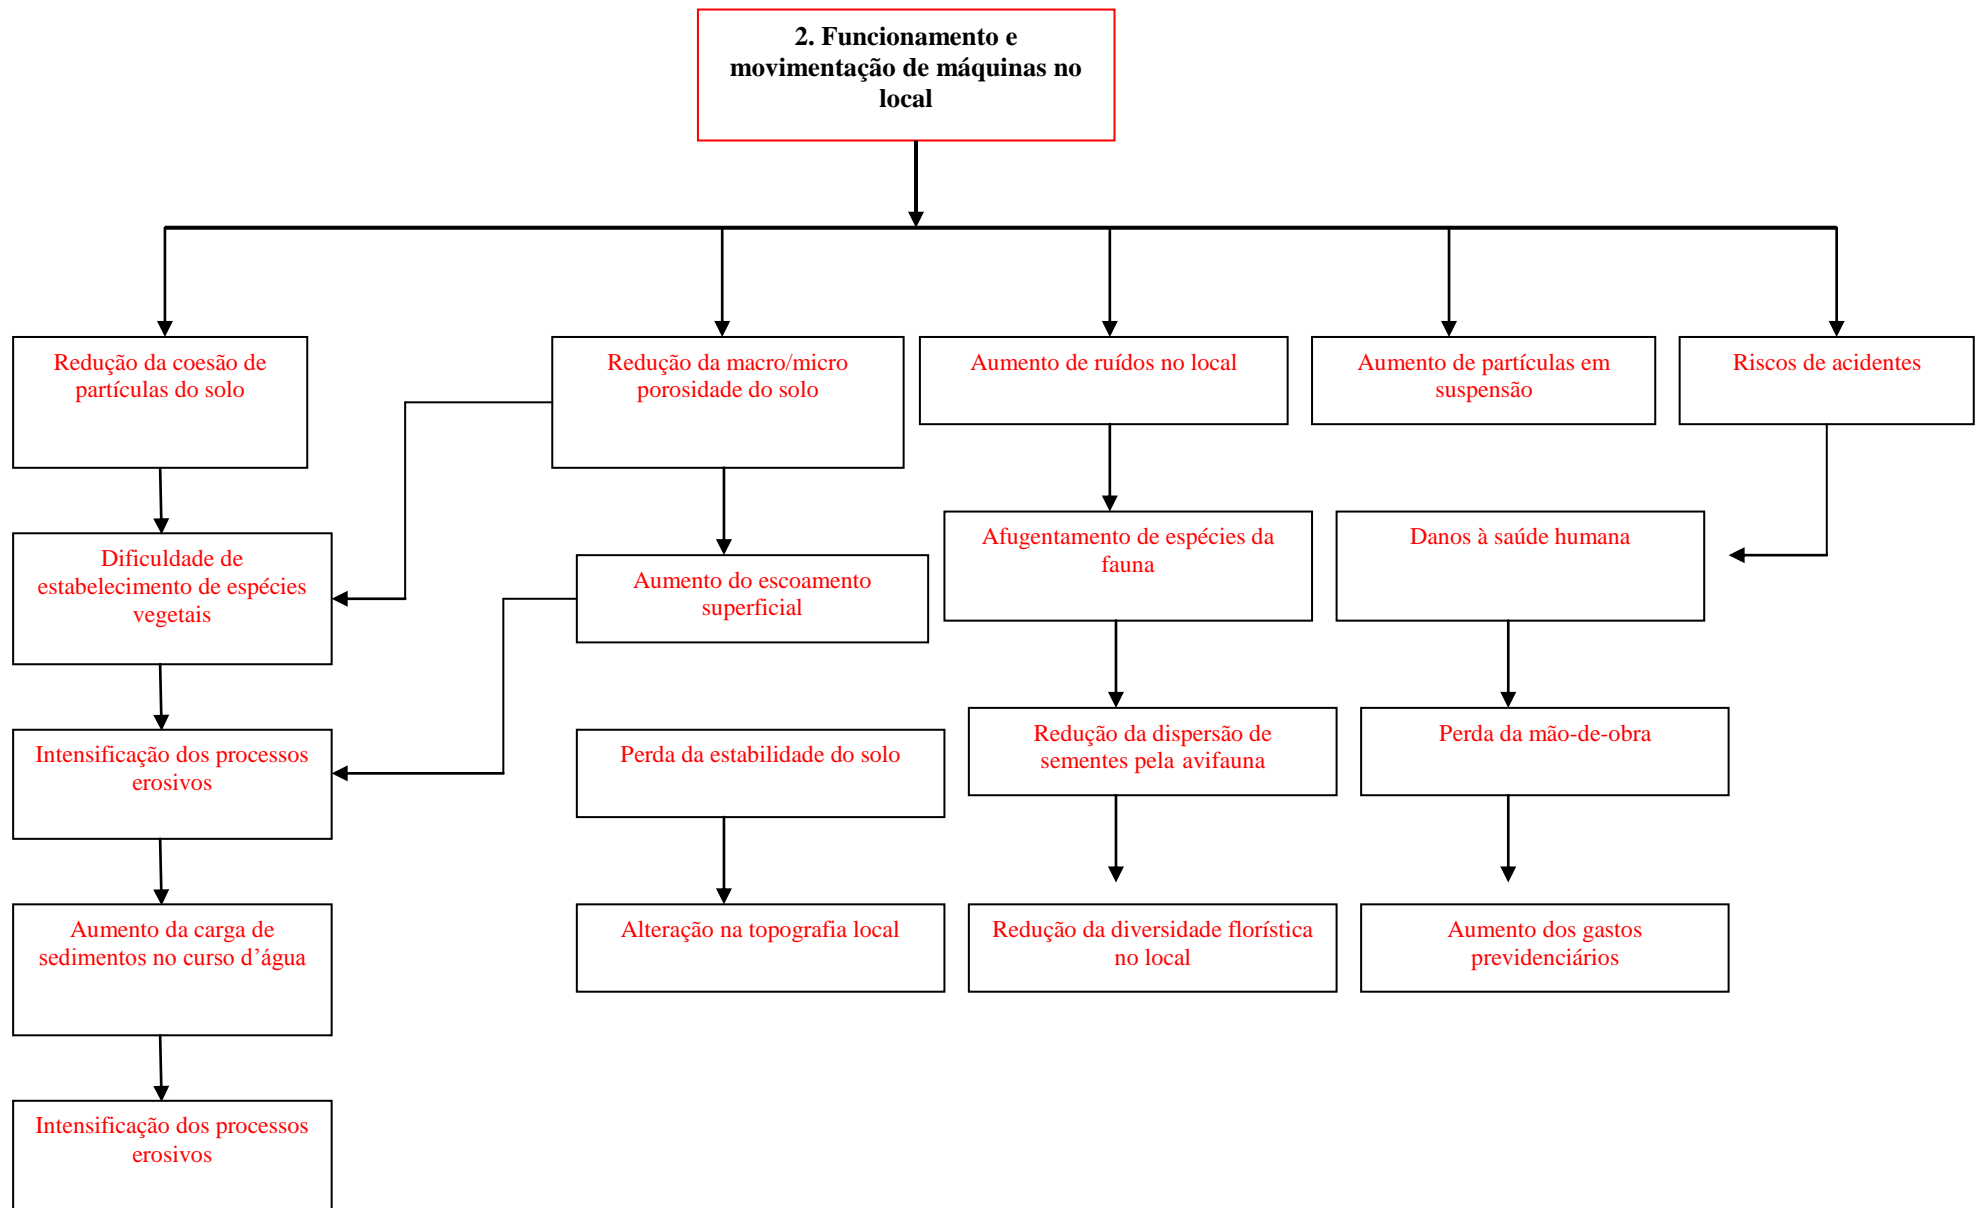 2. Funcionamento e
movimentação de máquinas no
local
Redução da coesão de
partículas do solo
Redução da macro/micro
porosidade do solo
Aumento de ruídos no local
Aumento de partículas em
suspensão
Riscos de acidentes
Dificuldade de
estabelecimento de espécies
vegetais
Aumento do escoamento
superficial
Afugentamento de espécies da
fauna
Danos à saúde humana
Intensificação dos processos
erosivos
Perda da estabilidade do solo
Redução da dispersão de
sementes pela avifauna
Perda da mão-de-obra
Aumento da carga de
sedimentos no curso d’água
Alteração na topografia local
Redução da diversidade florística
no local
Aumento dos gastos
previdenciários
Intensificação dos processos
erosivos